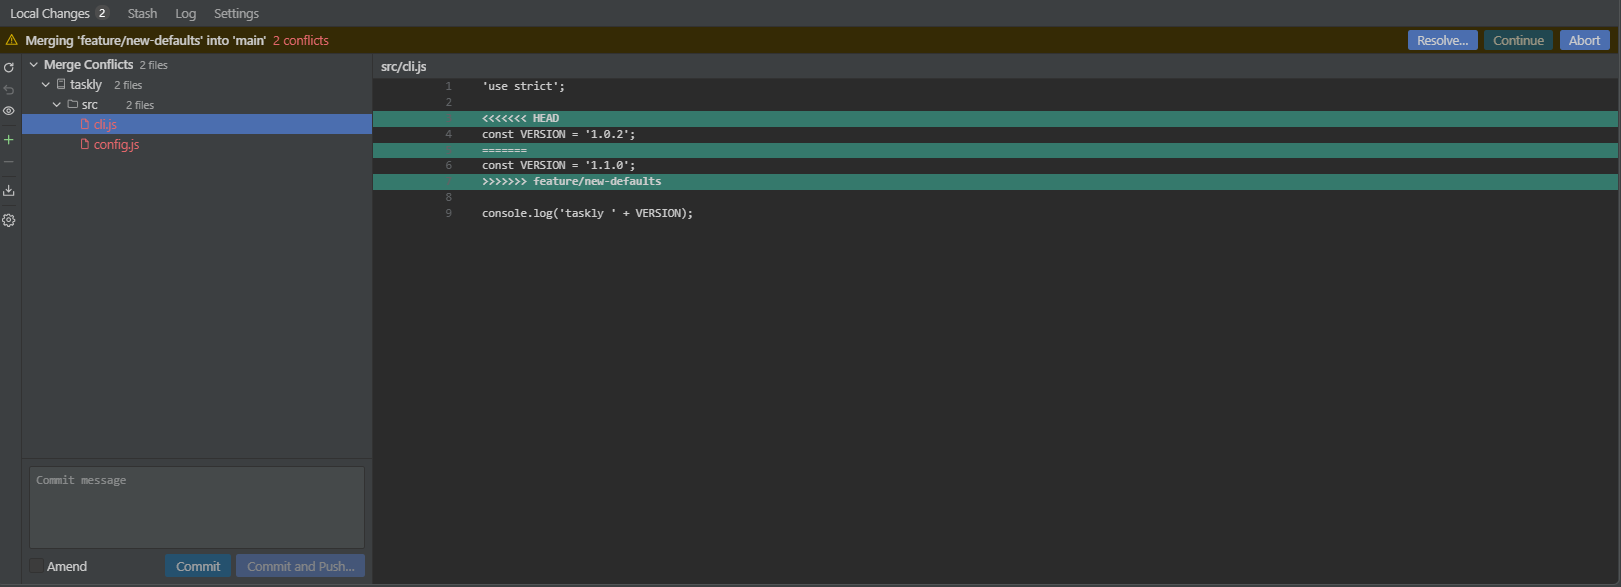 Local Changes 2 Stash Log Settings
Merging 'feature/new-defaults' into 'main' 2 conflicts Resolve... Continue Abort
Merge Conflicts 2 files
taskly 2 files
src 2 files
cli.js
config.js
src/cli.js
1 'use strict';
2
<<<<<<< HEAD
4 const VERSION = '1.0.2';
=======
6 const VERSION = '1.1.0';
>>>>>>> feature/new-defaults
8
9 console.log('taskly ' + VERSION);
Commit message
Amend Commit Commit and Push...